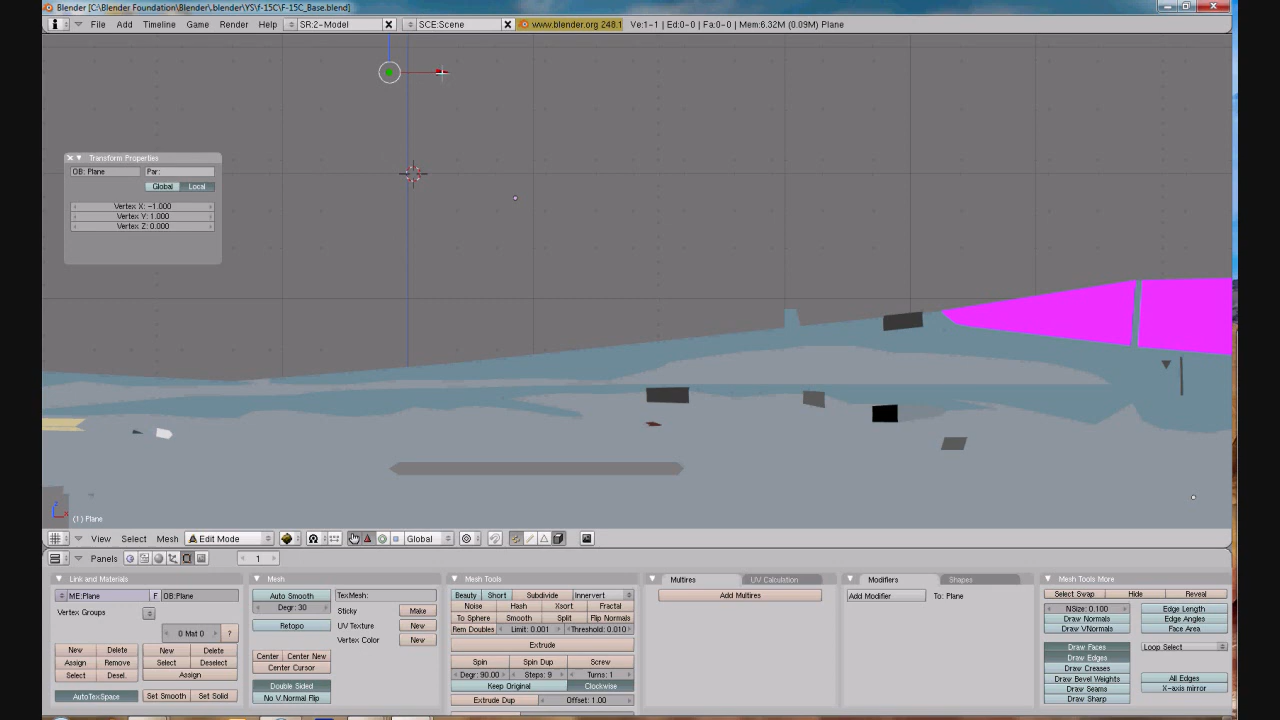 Blender [C:\Blender Foundation\Blender\.blender\YS\f-15C\F-15C_Base.blend]
File Add Timeline Game Render SR:2-Model SCE:Scene www.blender.org 248.1 Ve:1-1 | Ed:0-0 | Fa:0-0 | Mem:6.32M (0.09M) Plane
Transform Properties
OB: Plane Par:
Global Local
Vertex X: -1.000
Vertex Y: 1.000
Vertex Z: 0.000
(1) Plane
View Select Mesh Edit Mode Global
Panels 1
Link and Materials
ME:Plane F OB:Plane
Vertex Groups
0 Mat 0 ?
New Delete New Delete
Assign Remove Select Deselect
Select Desel. Assign
AutoTexSpace Set Smooth Set Solid
Mesh
Auto Smooth TexMesh:
Degr: 30 Sticky Make
Retopo UV Texture New
Vertex Color New
Center Center New
Center Cursor
Double Sided
No V.Normal Flip
Mesh Tools
Beauty Short Subdivide Innervert
Noise Hash Xsort Fractal
To Sphere Smooth Split Flip Normals
Rem Doubles Limit: 0.001 Threshold: 0.010
Extrude
Spin Spin Dup Screw
Degr: 90.00 Steps: 9 Turns: 1
Keep Original Clockwise
Extrude Dup Offset: 1.00
Multires UV Calculation
Add Multires
Modifiers Shapes
Add Modifier To: Plane
Mesh Tools More
Select Swap Hide Reveal
NSize: 0.100 Edge Length
Draw Normals Edge Angles
Draw VNormals Face Area
Draw Faces Loop Select
Draw Edges
Draw Creases
Draw Bevel Weights All Edges
Draw Seams X-axis mirror
Draw Sharp